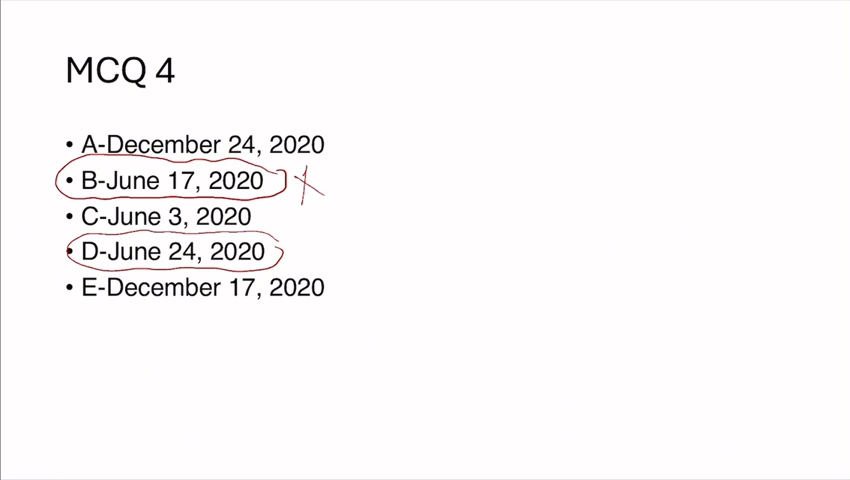 MCQ 4
• A-December 24, 2020
• B-June 17, 2020
• C-June 3, 2020
• D-June 24, 2020
• E-December 17, 2020